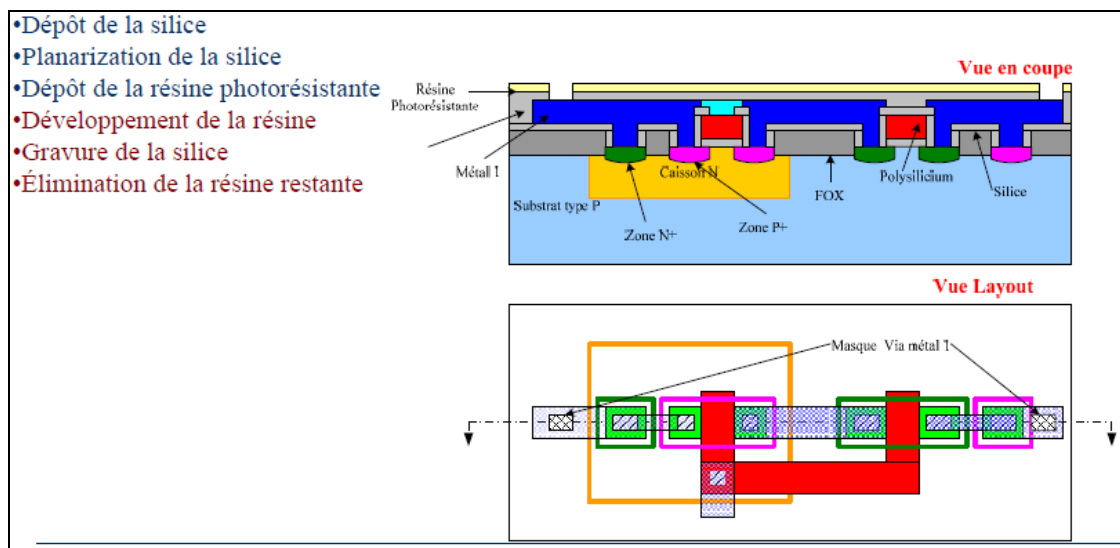 •Dépôt de la silice
•Planarization de la silice
•Dépôt de la résine photorésistante
•Développement de la résine
•Gravure de la silice
•Élimination de la résine restante
Vue en coupe
Résine
Photorésistante
Métall 1
Caisson N
Substrat type P
Zone N+
Zone P+
FOX
Polysilicium
Silice
Vue Layout
Masque Via métal 1